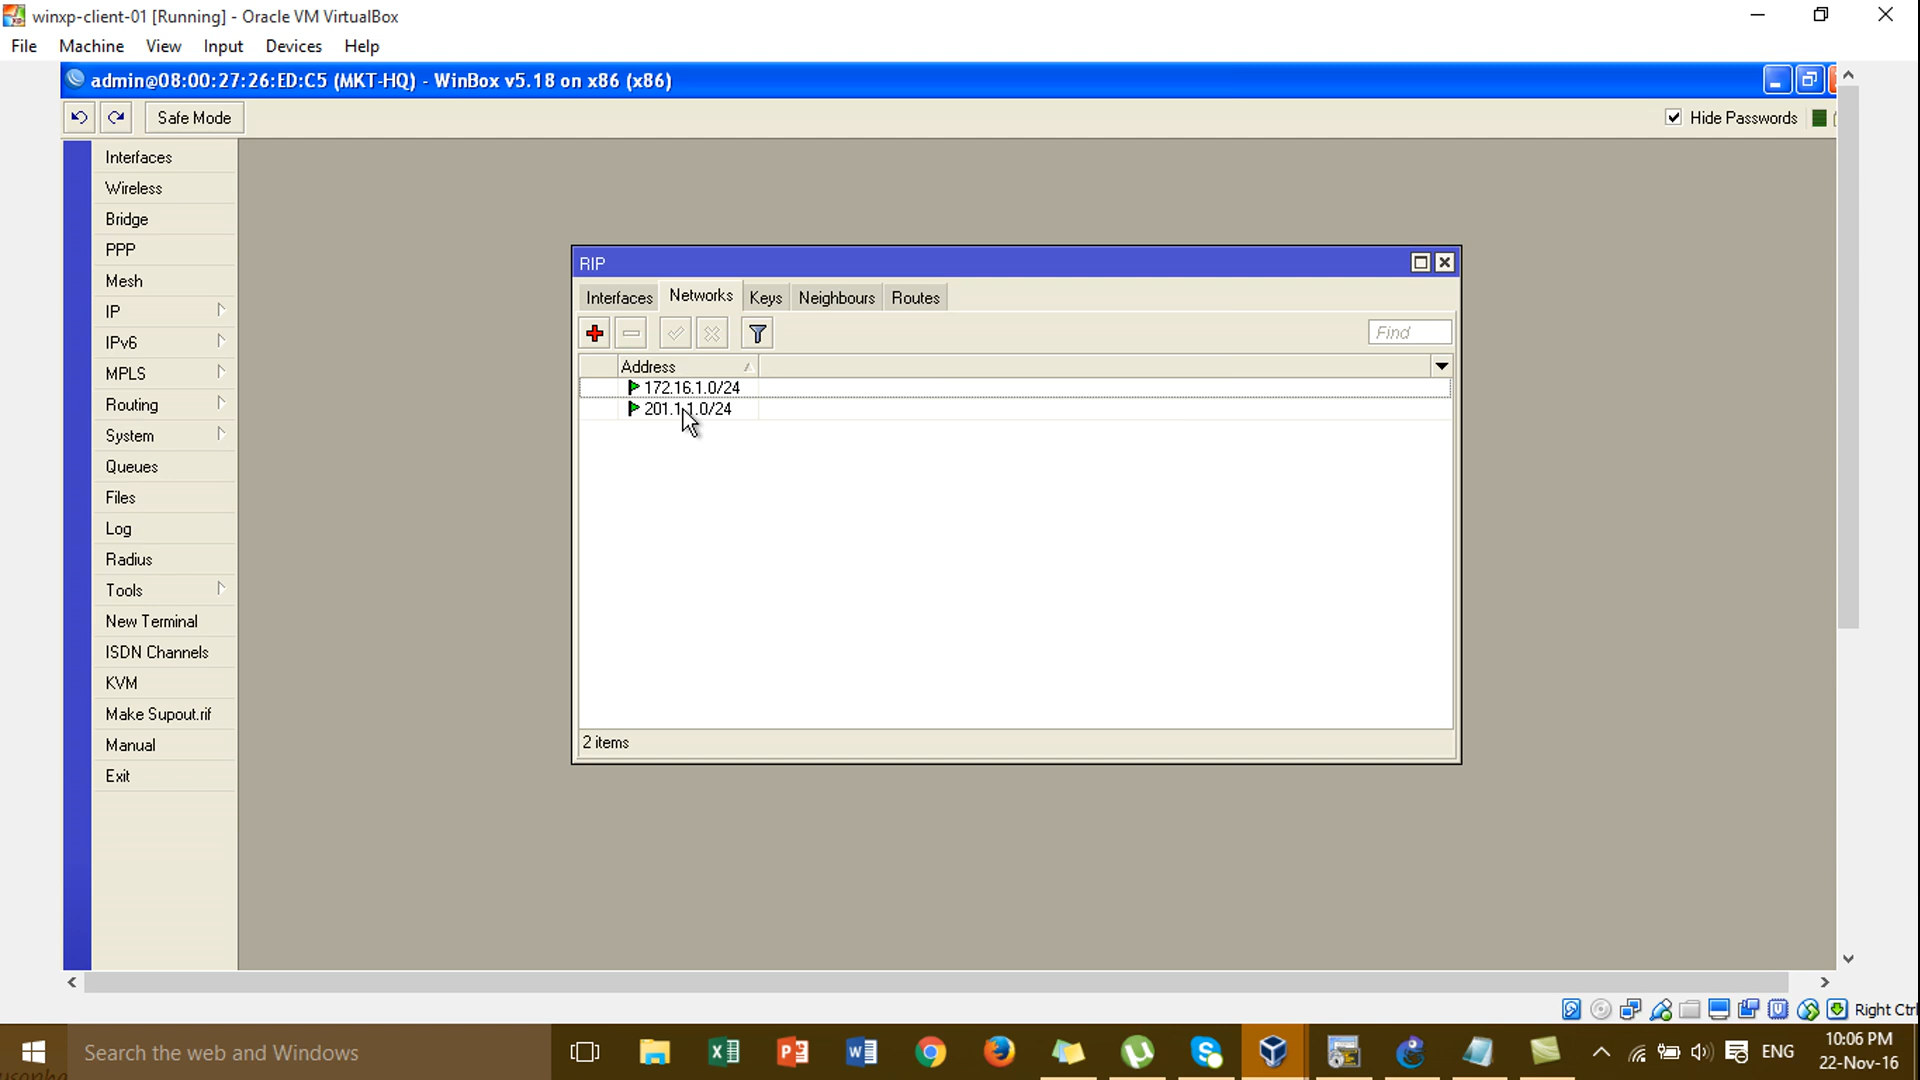 winxp-client-01 [Running] - Oracle VM VirtualBox
File Machine View Input Devices Help
admin@08:00:27:26:ED:C5 (MKT-HQ) - WinBox v5.18 on x86 (x86)
Safe Mode
Hide Passwords
Interfaces
Wireless
Bridge
PPP
Mesh
IP
IPv6
MPLS
Routing
System
Queues
Files
Log
Radius
Tools
New Terminal
ISDN Channels
KVM
Make Supout.rif
Manual
Exit
RIP
Interfaces Networks Keys Neighbours Routes
Find
Address
172.16.1.0/24
201.1.1.0/24
2 items
Right Ctrl
Search the web and Windows
ENG
10:06 PM
22-Nov-16